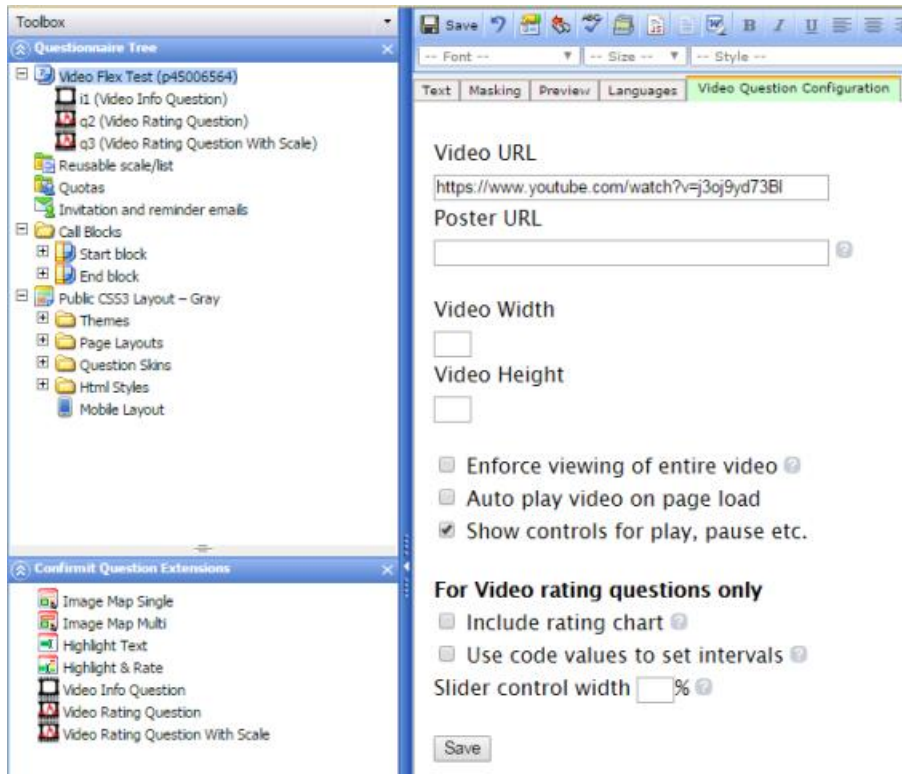 Toolbox
Questionnaire Tree
Video Flex Test (p45006564)
i1 (Video Info Question)
q2 (Video Rating Question)
q3 (Video Rating Question With Scale)
Reusable scale/list
Quotas
Invitation and reminder emails
Call Blocks
Start block
End block
Public CSS3 Layout – Gray
Themes
Page Layouts
Question Skins
Html Styles
Mobile Layout
Confirmit Question Extensions
Image Map Single
Image Map Multi
Highlight Text
Highlight & Rate
Video Info Question
Video Rating Question
Video Rating Question With Scale
Save B I U
-- Font -- -- Size -- -- Style --
Text Masking Preview Languages Video Question Configuration
Video URL
https://www.youtube.com/watch?v=j3oj9yd73BI
Poster URL
?
Video Width
Video Height
Enforce viewing of entire video ?
Auto play video on page load
Show controls for play, pause etc.
For Video rating questions only
Include rating chart ?
Use code values to set intervals ?
Slider control width % ?
Save